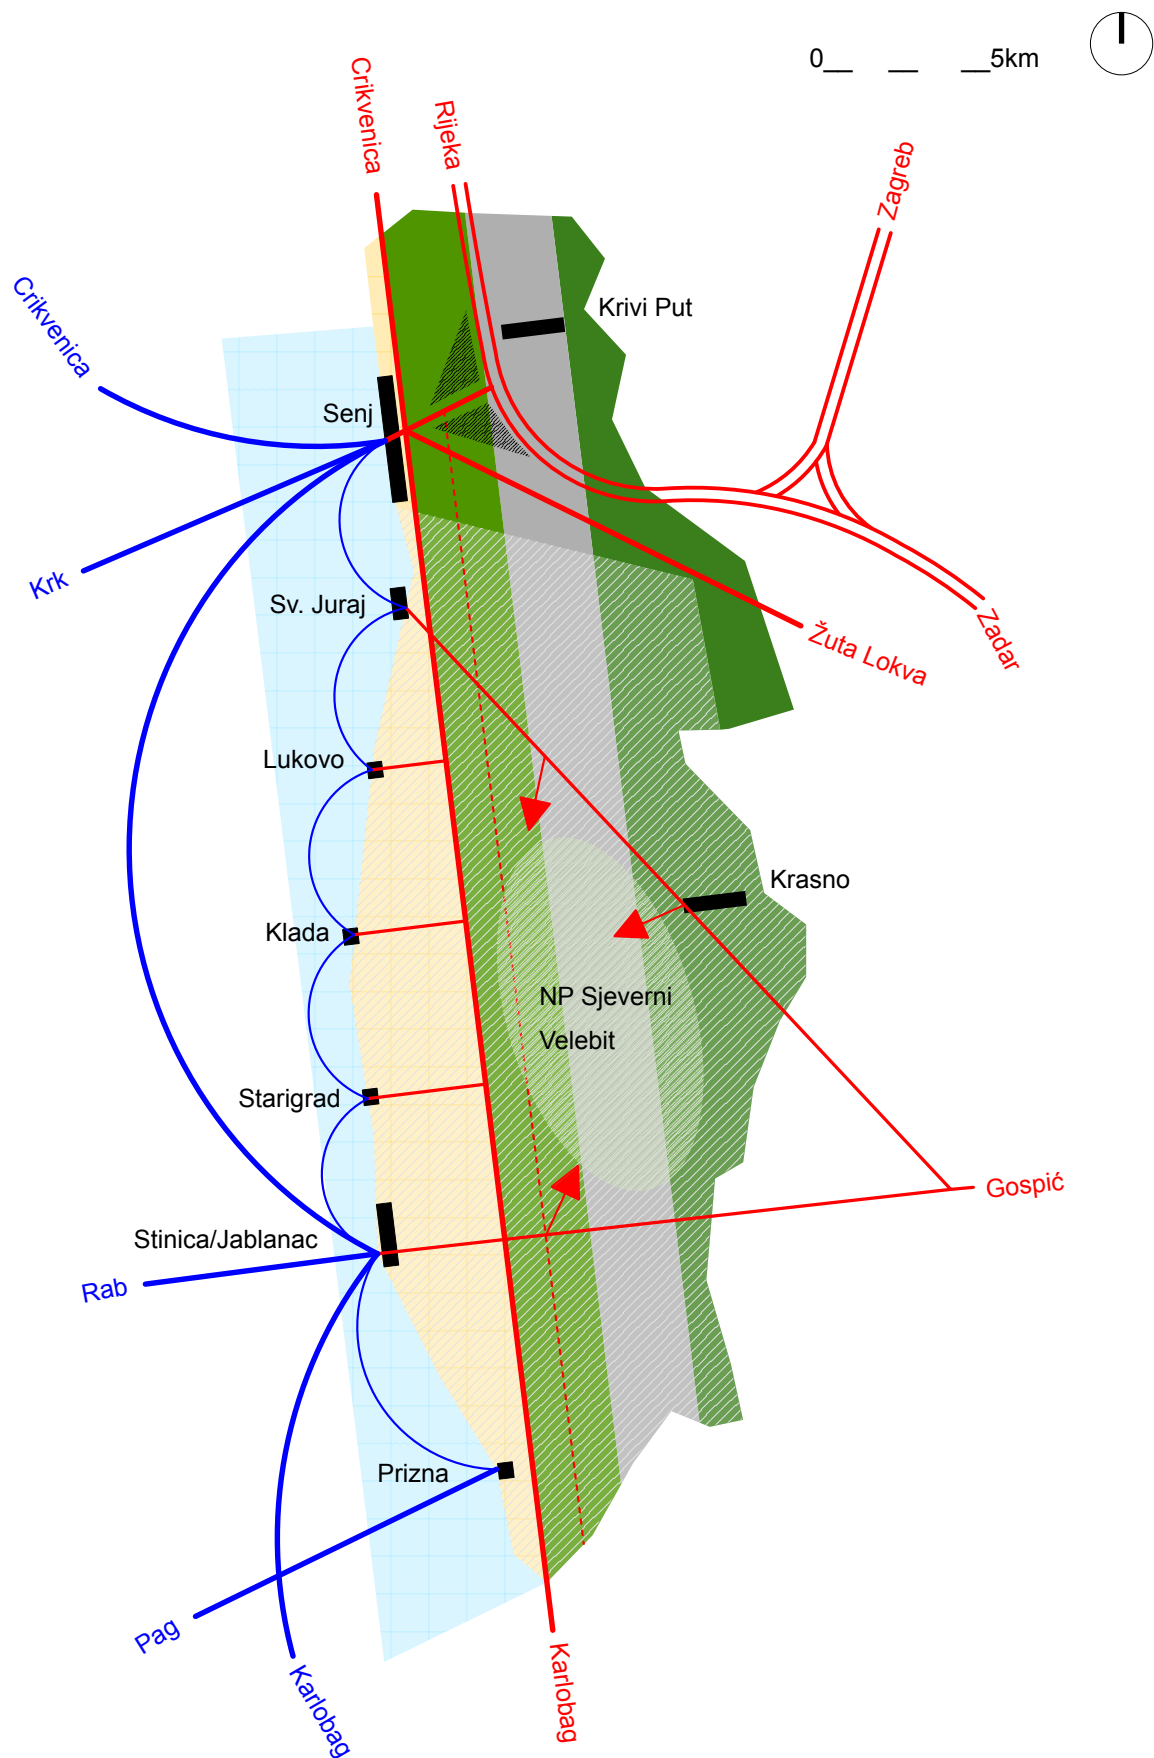 0__ __ __5km
Crikvenica
Rijeka
Zagreb
Crikvenica
Krivi Put
Senj
Krk
Sv. Juraj
Žuta Lokva
Zadar
Lukovo
Krasno
Klada
NP Sjeverni
Velebit
Starigrad
Gospić
Stinica/Jablanac
Rab
Prizna
Pag
Karlobag
Karlobag